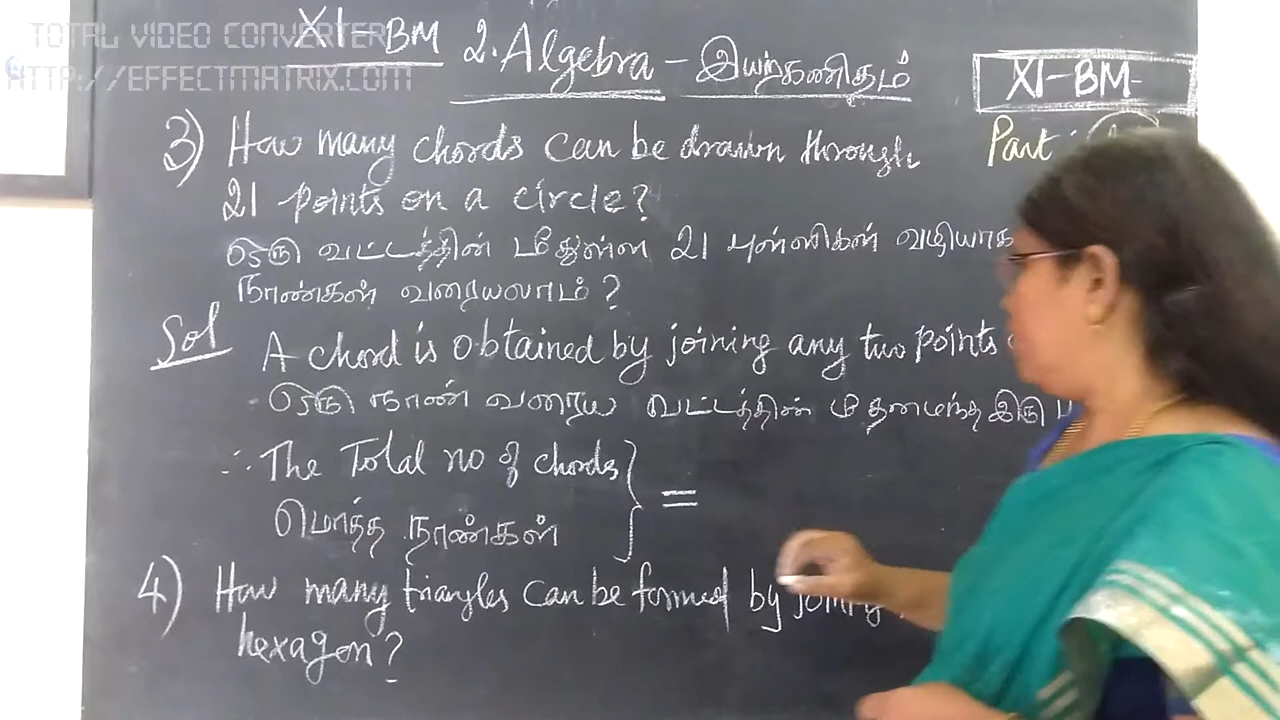 TOTAL VIDEO CONVERTER
HTTP://EFFECTMATRIX.COM
XI-BM 2. Algebra - இயற்கணிதம்
XI-BM-
Part
3) How many chords can be drawn through
21 points on a circle?
ஒரு வட்டத்தின் மீதுள்ள 21 புள்ளிகள் வழியாக
நாண்கள் வரையலாம்?
Sol A chord is obtained by joining any two points
ஒரு நாண் வரைய வட்டத்தின் மீதமைந்த இரு
∴ The Total no of chords } =
மொத்த நாண்கள்
4) How many triangles can be formed by joining
hexagon?